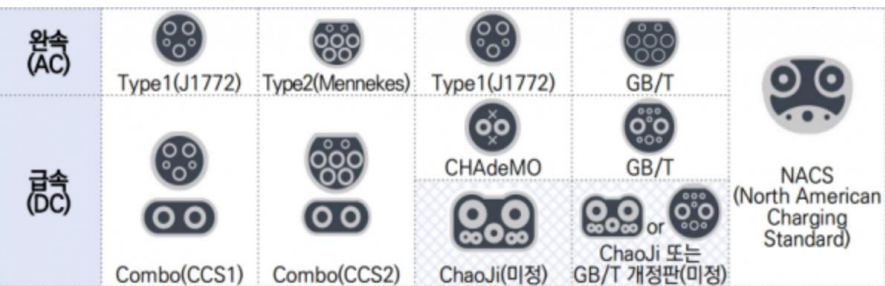 완속
(AC)
Type1(J1772)
Type2(Mennekes)
Type1(J1772)
GB/T
급속
(DC)
CHAdeMO
GB/T
Combo(CCS1)
Combo(CCS2)
ChaoJi(미정)
or
ChaoJi 또는
GB/T 개정판(미정)
NACS
(North American
Charging
Standard)